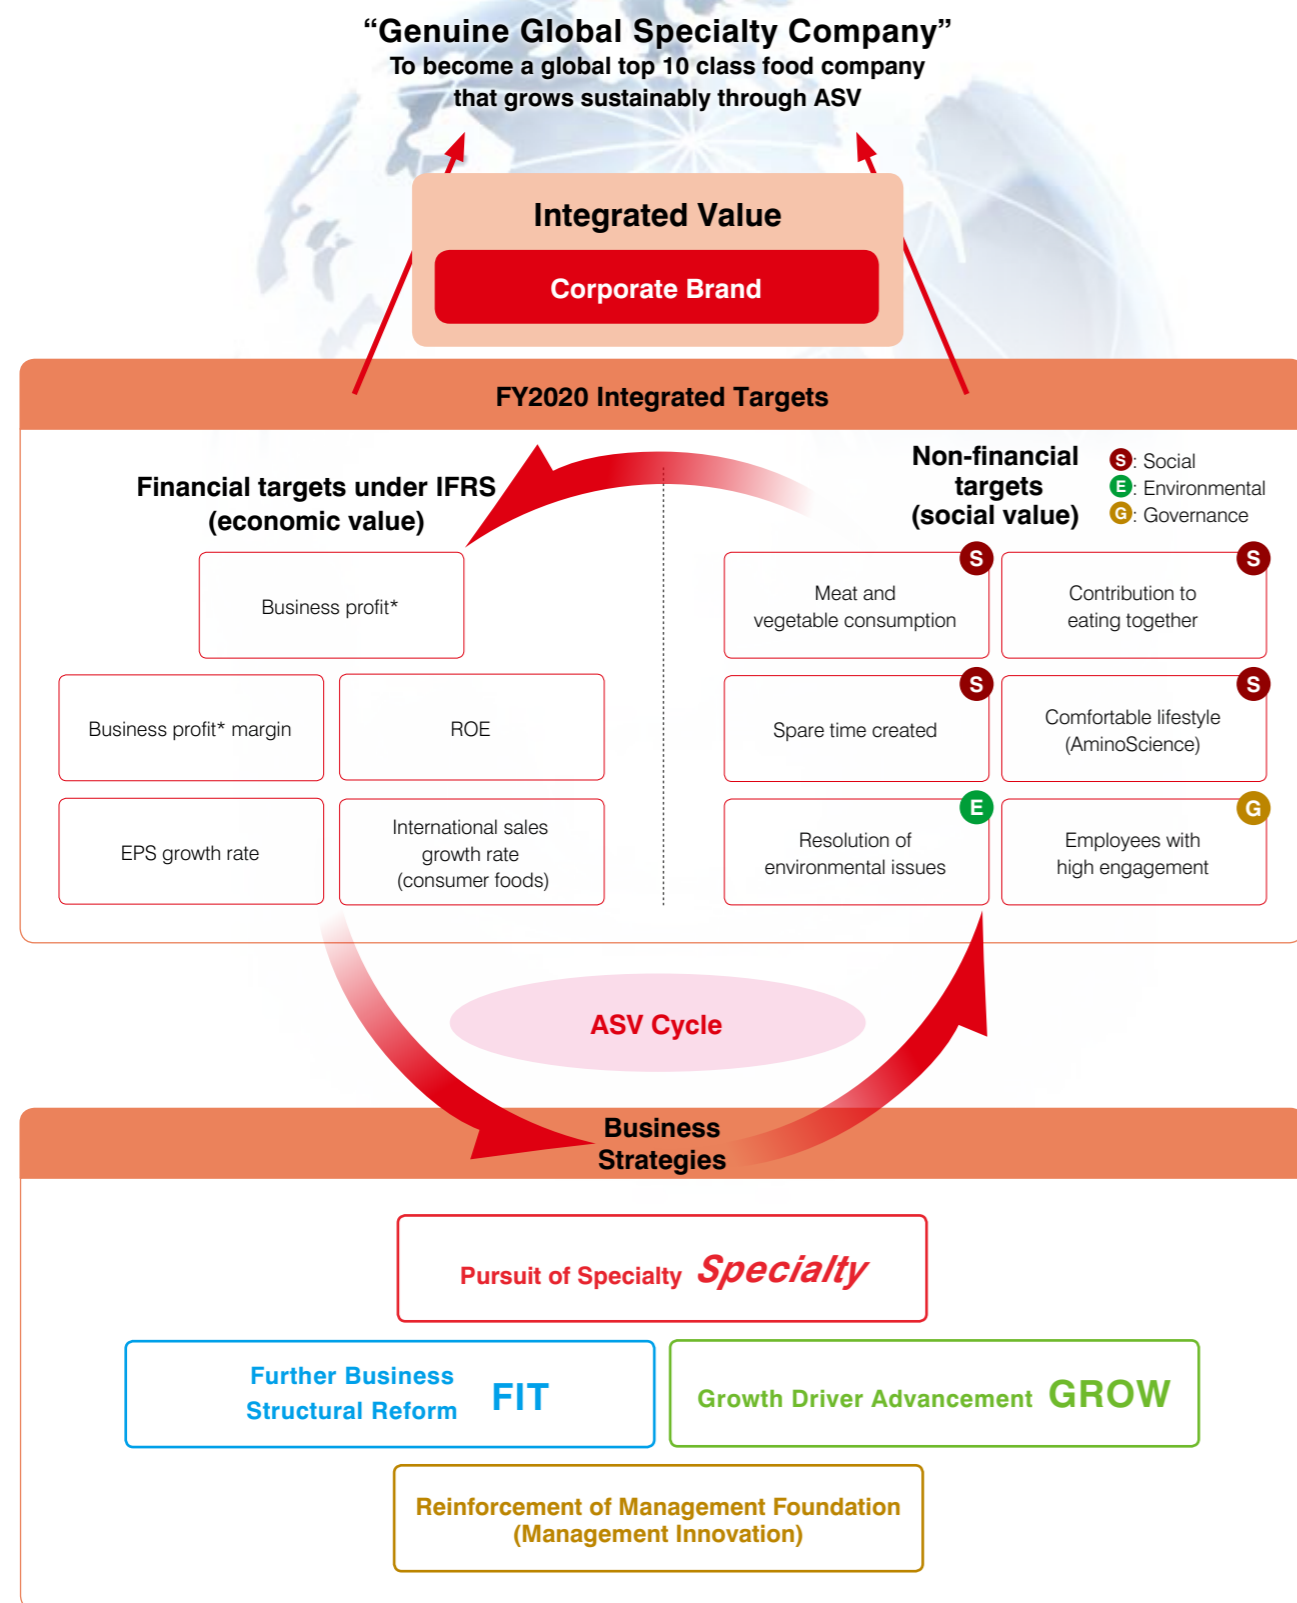 “Genuine Global Specialty Company”
To become a global top 10 class food company
that grows sustainably through ASV
Integrated Value
Corporate Brand
FY2020 Integrated Targets
Financial targets under IFRS
(economic value)
Business profit*
Business profit* margin
ROE
EPS growth rate
International sales
growth rate
(consumer foods)
Non-financial
targets
(social value)
S: Social
E: Environmental
G: Governance
S
Meat and
vegetable consumption
S
Contribution to
eating together
S
Spare time created
S
Comfortable lifestyle
(AminoScience)
E
Resolution of
environmental issues
G
Employees with
high engagement
ASV Cycle
Business
Strategies
Pursuit of Specialty Specialty
Further Business
Structural Reform
FIT
Growth Driver Advancement GROW
Reinforcement of Management Foundation
(Management Innovation)